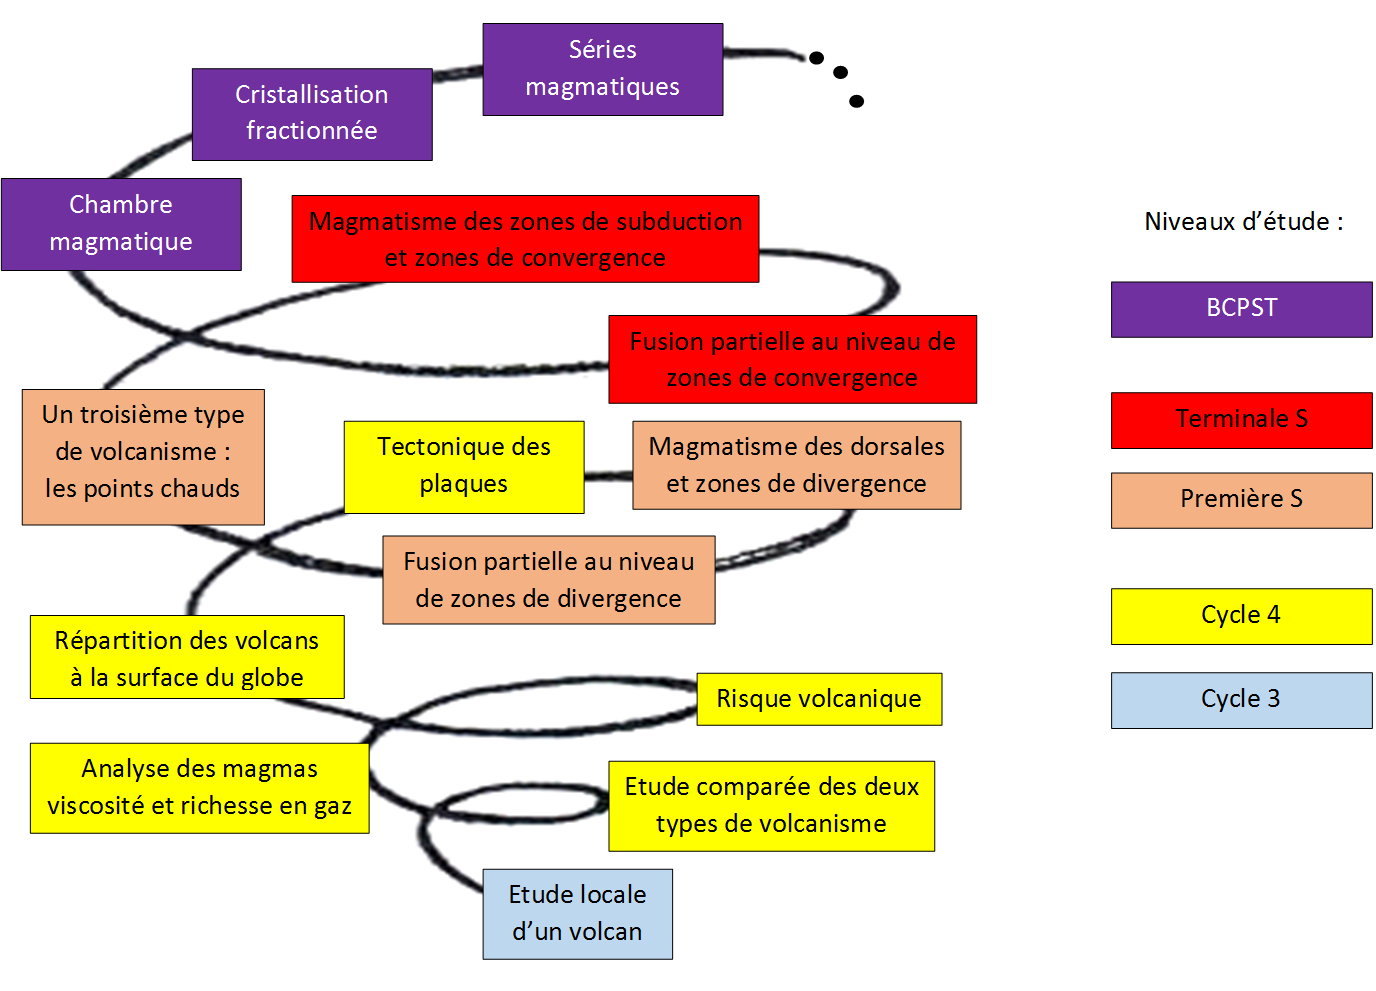 Séries
magmatiques
Cristallisation
fractionnée
Chambre
magmatique
Magmatisme des zones de subduction
et zones de convergence
Fusion partielle au niveau de
zones de convergence
Un troisième type
de volcanisme :
les points chauds
Tectonique des
plaques
Magmatisme des dorsales
et zones de divergence
Fusion partielle au niveau
de zones de divergence
Répartition des volcans
à la surface du globe
Risque volcanique
Analyse des magmas
viscosité et richesse en gaz
Etude comparée des deux
types de volcanisme
Etude locale
d’un volcan
Niveaux d’étude :
BCPST
Terminale S
Première S
Cycle 4
Cycle 3